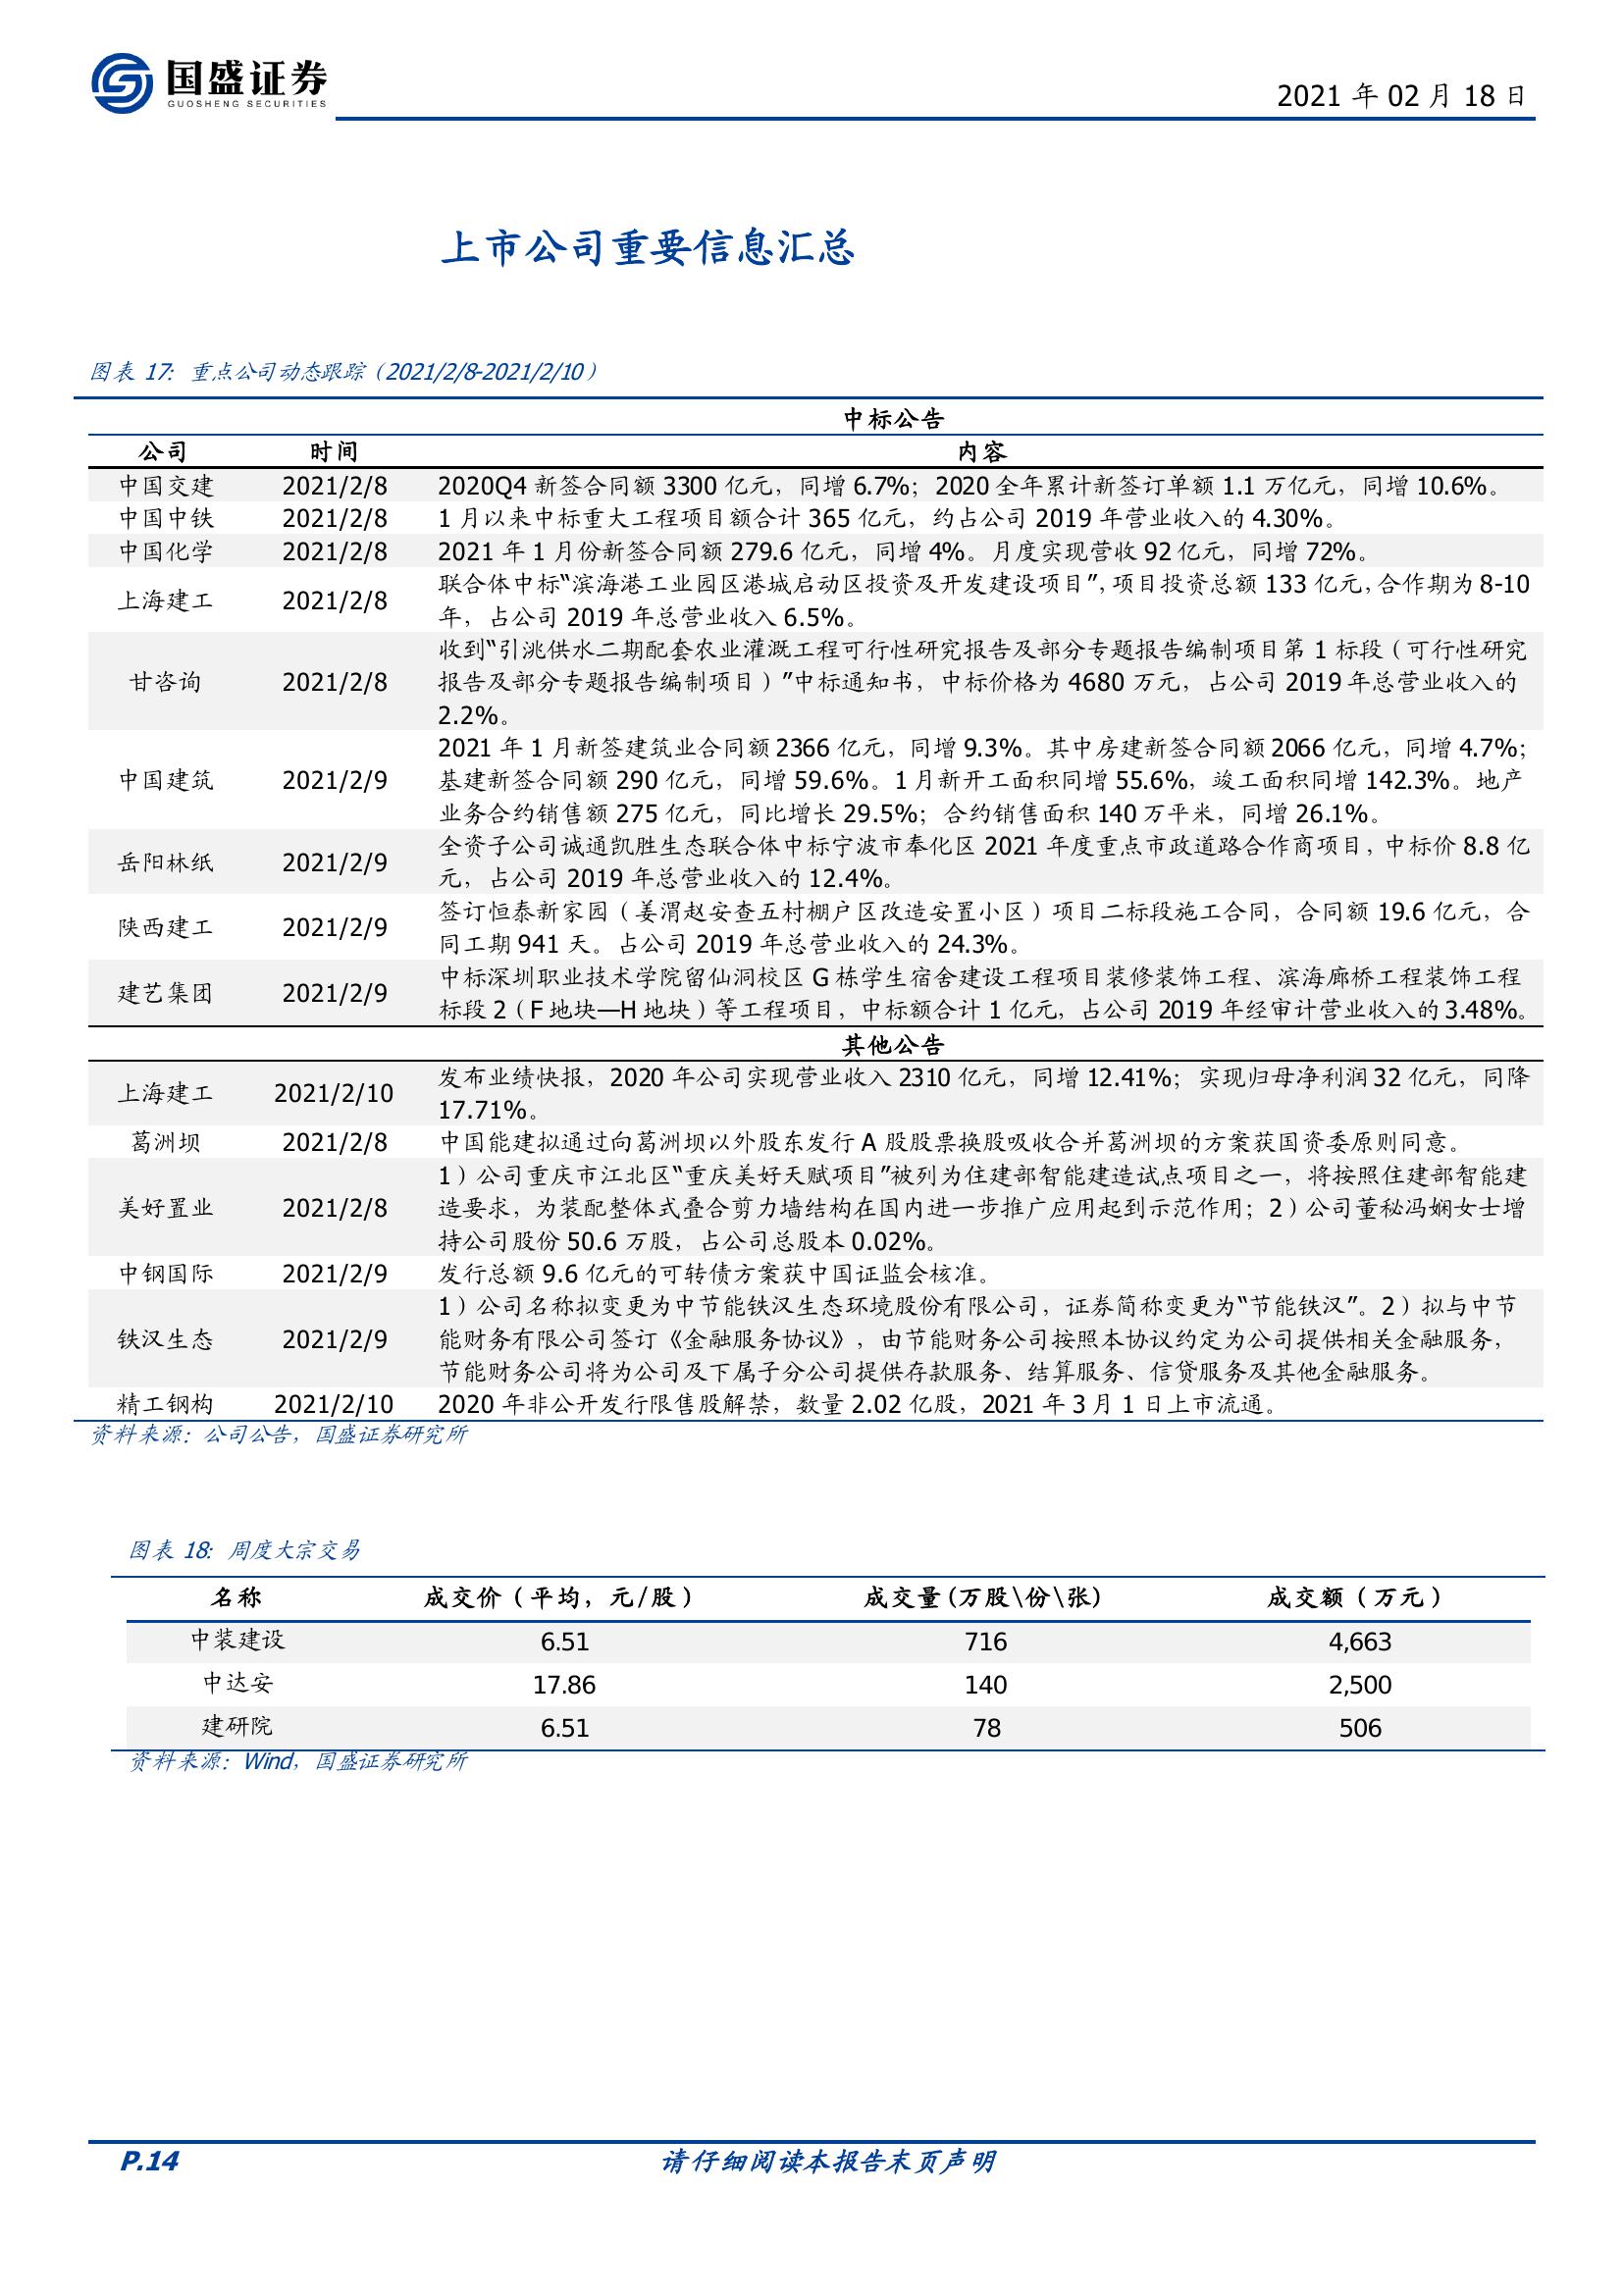 国盛证券
GUOSHENG SECURITIES
2021 年 02 月 18 日
上市公司重要信息汇总
图表 17: 重点公司动态跟踪（2021/2/8-2021/2/10）
中标公告
公司 时间 内容
中国交建 2021/2/8 2020Q4 新签合同额 3300 亿元，同增 6.7%；2020 全年累计新签订单额 1.1 万亿元，同增 10.6%。
中国中铁 2021/2/8 1 月以来中标重大工程项目额合计 365 亿元，约占公司 2019 年营业收入的 4.30%。
中国化学 2021/2/8 2021 年 1 月份新签合同额 279.6 亿元，同增 4%。月度实现营收 92 亿元，同增 72%。
上海建工 2021/2/8 联合体中标“滨海港工业园区港城启动区投资及开发建设项目”，项目投资总额 133 亿元，合作期为 8-10
年，占公司 2019 年总营业收入 6.5%。
甘咨询 2021/2/8 收到“引洮供水二期配套农业灌溉工程可行性研究报告及部分专题报告编制项目第 1 标段（可行性研究
报告及部分专题报告编制项目）”中标通知书，中标价格为 4680 万元，占公司 2019 年总营业收入的
2.2%。
中国建筑 2021/2/9 2021 年 1 月新签建筑业合同额 2366 亿元，同增 9.3%。其中房建新签合同额 2066 亿元，同增 4.7%；
基建新签合同额 290 亿元，同增 59.6%。1 月新开工面积同增 55.6%，竣工面积同增 142.3%。地产
业务合约销售额 275 亿元，同比增长 29.5%；合约销售面积 140 万平米，同增 26.1%。
岳阳林纸 2021/2/9 全资子公司诚通凯胜生态联合体中标宁波市奉化区 2021 年度重点市政道路合作商项目，中标价 8.8 亿
元，占公司 2019 年总营业收入的 12.4%。
陕西建工 2021/2/9 签订恒泰新家园（姜渭赵安查五村棚户区改造安置小区）项目二标段施工合同，合同额 19.6 亿元，合
同工期 941 天。占公司 2019 年总营业收入的 24.3%。
建艺集团 2021/2/9 中标深圳职业技术学院留仙洞校区 G 栋学生宿舍建设工程项目装修装饰工程、滨海廊桥工程装饰工程
标段 2（F 地块—H 地块）等工程项目，中标额合计 1 亿元，占公司 2019 年经审计营业收入的 3.48%。
其他公告
上海建工 2021/2/10 发布业绩快报，2020 年公司实现营业收入 2310 亿元，同增 12.41%；实现归母净利润 32 亿元，同降
17.71%。
葛洲坝 2021/2/8 中国能建拟通过向葛洲坝以外股东发行 A 股股票换股吸收合并葛洲坝的方案获国资委原则同意。
美好置业 2021/2/8 1）公司重庆市江北区“重庆美好天赋项目”被列为住建部智能建造试点项目之一，将按照住建部智能建
造要求，为装配整体式叠合剪力墙结构在国内进一步推广应用起到示范作用；2）公司董秘冯娴女士增
持公司股份 50.6 万股，占公司总股本 0.02%。
中钢国际 2021/2/9 发行总额 9.6 亿元的可转债方案获中国证监会核准。
铁汉生态 2021/2/9 1）公司名称拟变更为中节能铁汉生态环境股份有限公司，证券简称变更为“节能铁汉”。2）拟与中节
能财务有限公司签订《金融服务协议》，由节能财务公司按照本协议约定为公司提供相关金融服务，
节能财务公司将为公司及下属子分公司提供存款服务、结算服务、信贷服务及其他金融服务。
精工钢构 2021/2/10 2020 年非公开发行限售股解禁，数量 2.02 亿股，2021 年 3 月 1 日上市流通。
资料来源：公司公告，国盛证券研究所
图表 18: 周度大宗交易
名称 成交价（平均，元/股） 成交量(万股\份\张) 成交额（万元）
中装建设 6.51 716 4,663
中达安 17.86 140 2,500
建研院 6.51 78 506
资料来源：Wind，国盛证券研究所
P.14 请仔细阅读本报告末页声明